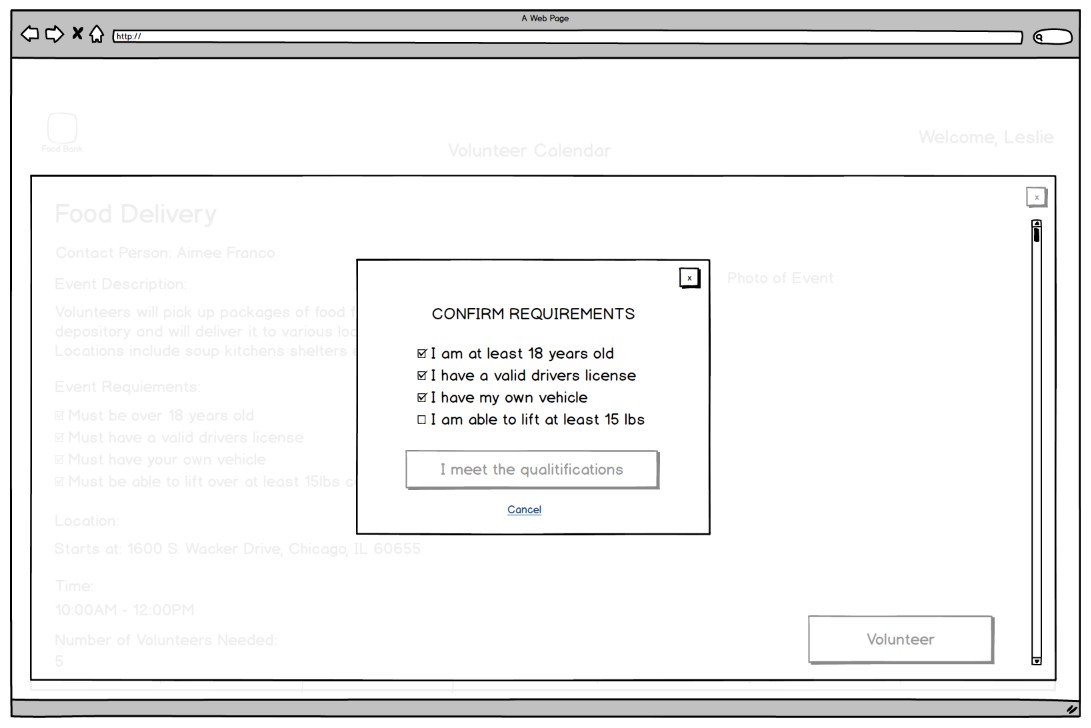 A Web Page
http://
Food Bank
Volunteer Calendar
Welcome, Leslie
x
Food Delivery
Contact Person: Aimee Franco
Event Description:
Volunteers will pick up packages of food f
depository and will deliver it to various loc
Locations include soup kitchens shelters
Photo of Event
Event Requiements:
☑ Must be over 18 years old
☑ Must have a valid drivers license
☑ Must have your own vehicle
☑ Must be able to lift over at least 15lbs c
Location:
Starts at: 1600 S. Wacker Drive, Chicago, IL 60655
Time:
10:00AM - 12:00PM
Number of Volunteers Needed:
5
Volunteer
x
CONFIRM REQUIREMENTS
☑ I am at least 18 years old
☑ I have a valid drivers license
☑ I have my own vehicle
☐ I am able to lift at least 15 lbs
I meet the qualitifications
Cancel